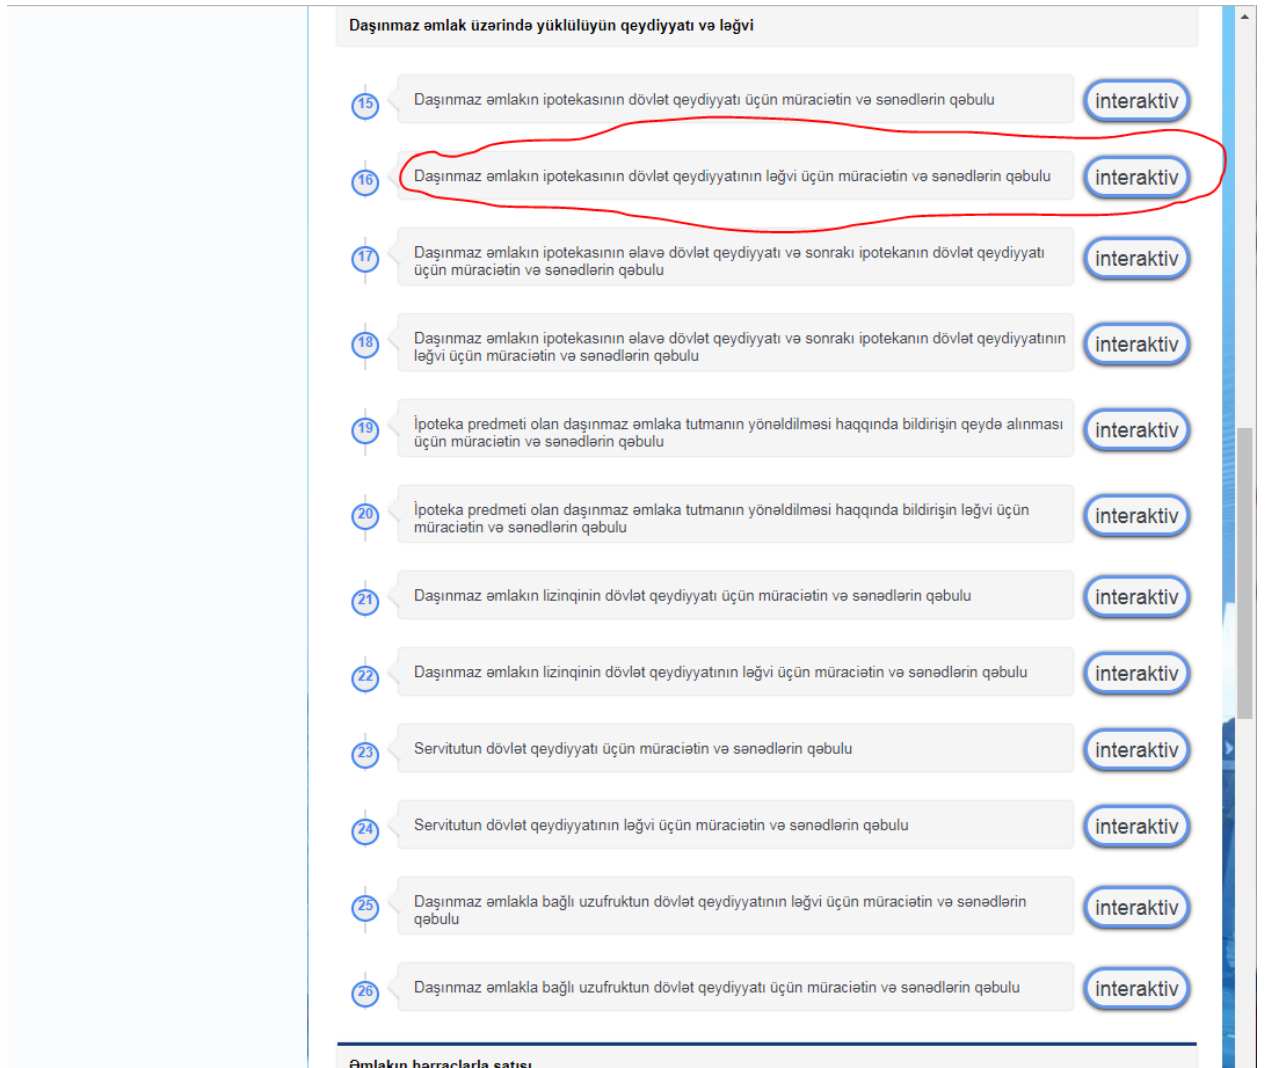 Daşınmaz əmlak üzərində yüklülüyün qeydiyyatı və ləğvi
15 Daşınmaz əmlakın ipotekasının dövlət qeydiyyatı üçün müraciətin və sənədlərin qəbulu interaktiv
16 Daşınmaz əmlakın ipotekasının dövlət qeydiyyatının ləğvi üçün müraciətin və sənədlərin qəbulu interaktiv
17 Daşınmaz əmlakın ipotekasının əlavə dövlət qeydiyyatı və sonrakı ipotekanın dövlət qeydiyyatı
üçün müraciətin və sənədlərin qəbulu interaktiv
18 Daşınmaz əmlakın ipotekasının əlavə dövlət qeydiyyatı və sonrakı ipotekanın dövlət qeydiyyatının
ləğvi üçün müraciətin və sənədlərin qəbulu interaktiv
19 İpoteka predmeti olan daşınmaz əmlaka tutmanın yönəldilməsi haqqında bildirişin qeydə alınması
üçün müraciətin və sənədlərin qəbulu interaktiv
20 İpoteka predmeti olan daşınmaz əmlaka tutmanın yönəldilməsi haqqında bildirişin ləğvi üçün
müraciətin və sənədlərin qəbulu interaktiv
21 Daşınmaz əmlakın lizinqinin dövlət qeydiyyatı üçün müraciətin və sənədlərin qəbulu interaktiv
22 Daşınmaz əmlakın lizinqinin dövlət qeydiyyatının ləğvi üçün müraciətin və sənədlərin qəbulu interaktiv
23 Servitutun dövlət qeydiyyatı üçün müraciətin və sənədlərin qəbulu interaktiv
24 Servitutun dövlət qeydiyyatının ləğvi üçün müraciətin və sənədlərin qəbulu interaktiv
25 Daşınmaz əmlakla bağlı uzufruktun dövlət qeydiyyatının ləğvi üçün müraciətin və sənədlərin
qəbulu interaktiv
26 Daşınmaz əmlakla bağlı uzufruktun dövlət qeydiyyatı üçün müraciətin və sənədlərin qəbulu interaktiv
Əmlakın hərraclarla satışı